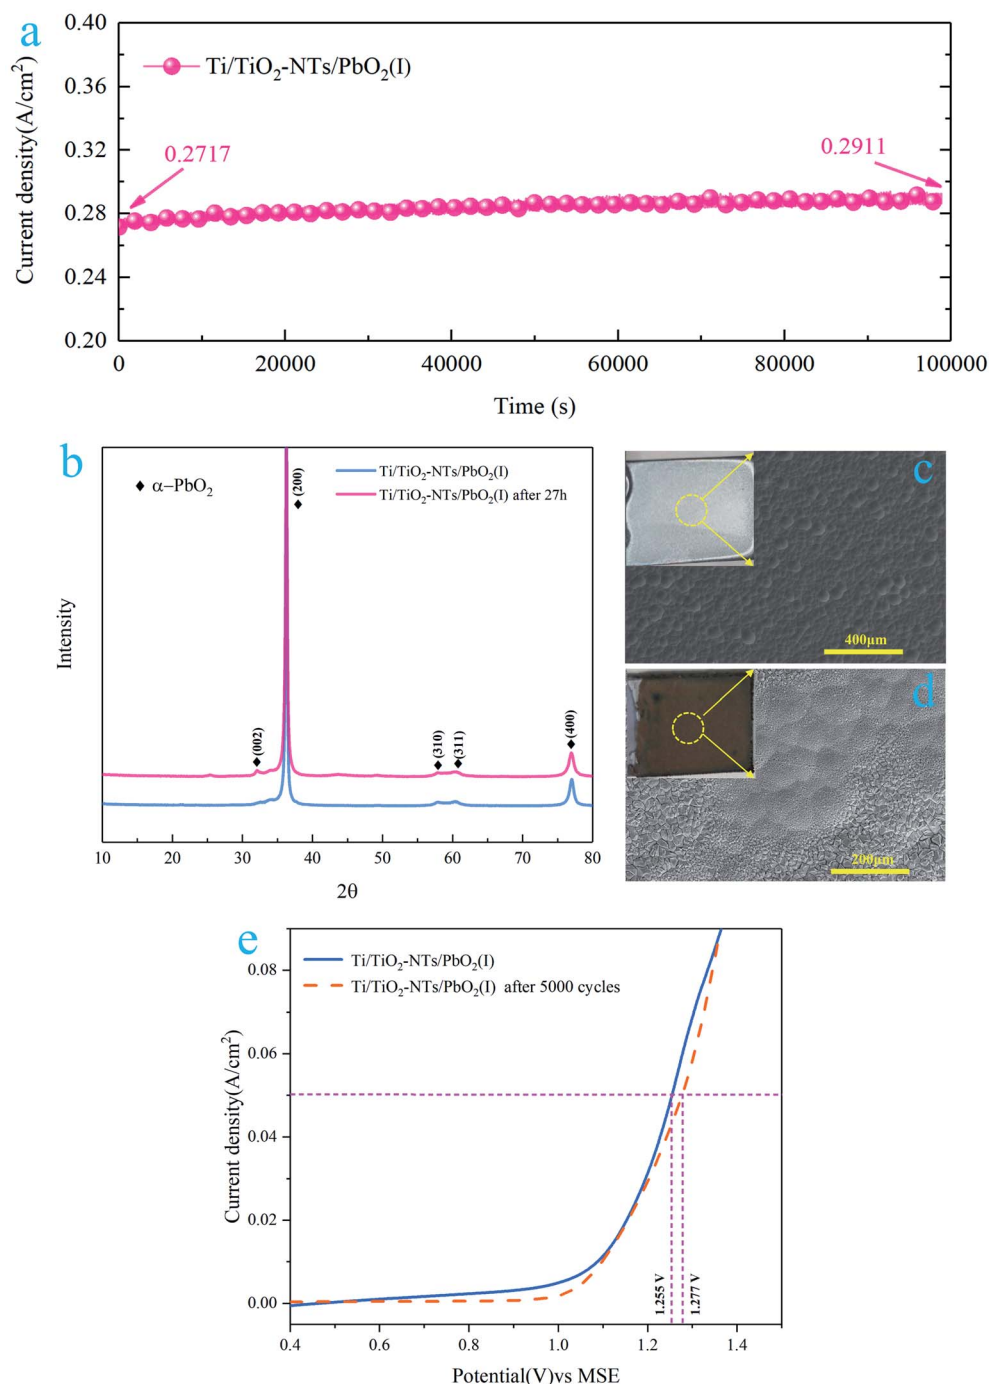 a
Ti/TiO₂-NTs/PbO₂(I)
0.2717
0.2911
Current density(A/cm²)
0.40
0.36
0.32
0.28
0.24
0.20
0
20000
40000
60000
80000
100000
Time (s)
b
α–PbO₂
Ti/TiO₂-NTs/PbO₂(I)
Ti/TiO₂-NTs/PbO₂(I) after 27h
(200)
(002)
(310)
(311)
(400)
Intensity
10
20
30
40
50
60
70
80
2θ
c
400μm
d
200μm
e
Ti/TiO₂-NTs/PbO₂(I)
Ti/TiO₂-NTs/PbO₂(I) after 5000 cycles
Current density(A/cm²)
0.08
0.06
0.04
0.02
0.00
1.255 V
1.277 V
0.4
0.6
0.8
1.0
1.2
1.4
Potential(V)vs MSE